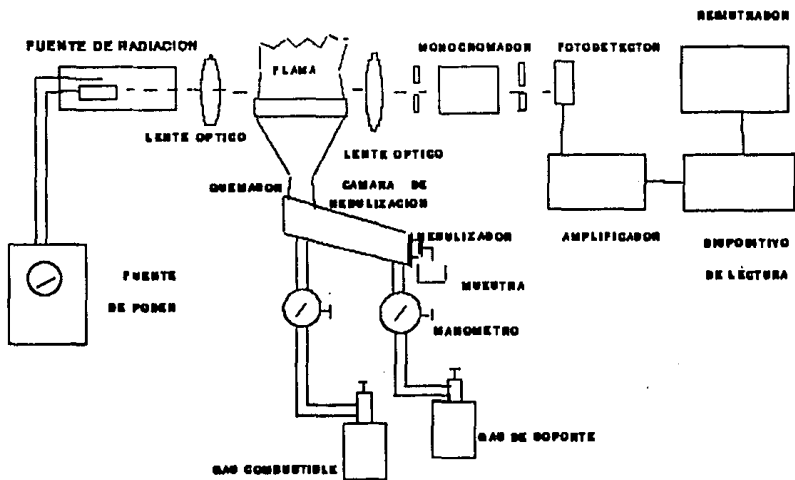 REGISTRADOR
FUENTE DE RADIACION
FLAMA
MONOCROMADOR
FOTODETECTOR
LENTE OPTICO
LENTE OPTICO
QUEMADOR
CAMARA DE
NEBULIZACION
NEBULIZADOR
AMPLIFICADOR
DISPOSITIVO
DE LECTURA
FUENTE
DE PODER
MUESTRA
MANOMETRO
GAS DE SOPORTE
GAS COMBUSTIBLE